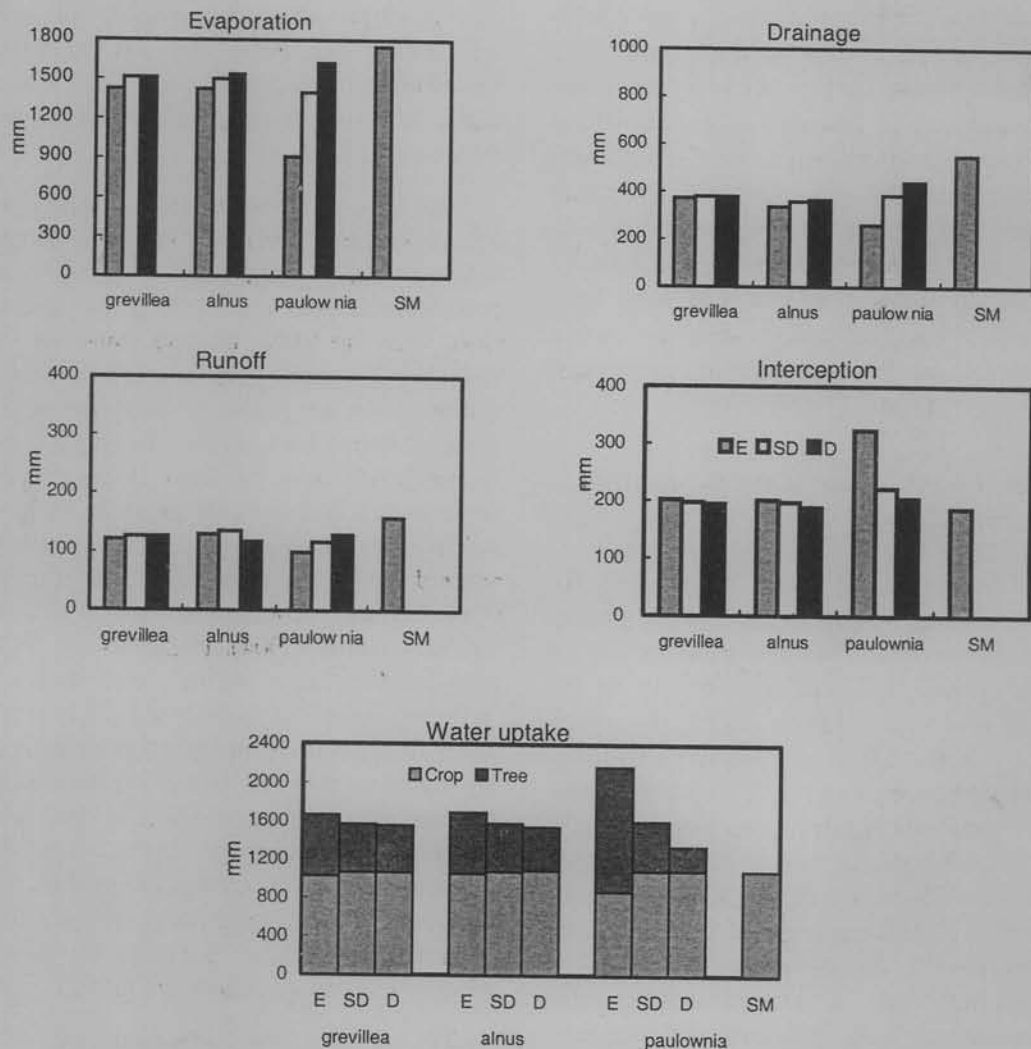 Evaporation
1800
1500
1200
900
600
300
0
mm
grevillea alnus paulow nia SM
Drainage
1000
800
600
400
200
0
mm
grevillea alnus paulow nia SM
Runoff
400
300
200
100
0
mm
grevillea alnus paulow nia SM
Interception
400
300
200
100
0
mm
E SD D
grevillea alnus paulownia SM
Water uptake
2400
2000
1600
1200
800
400
0
mm
Crop Tree
E SD D E SD D E SD D SM
grevillea alnus paulownia